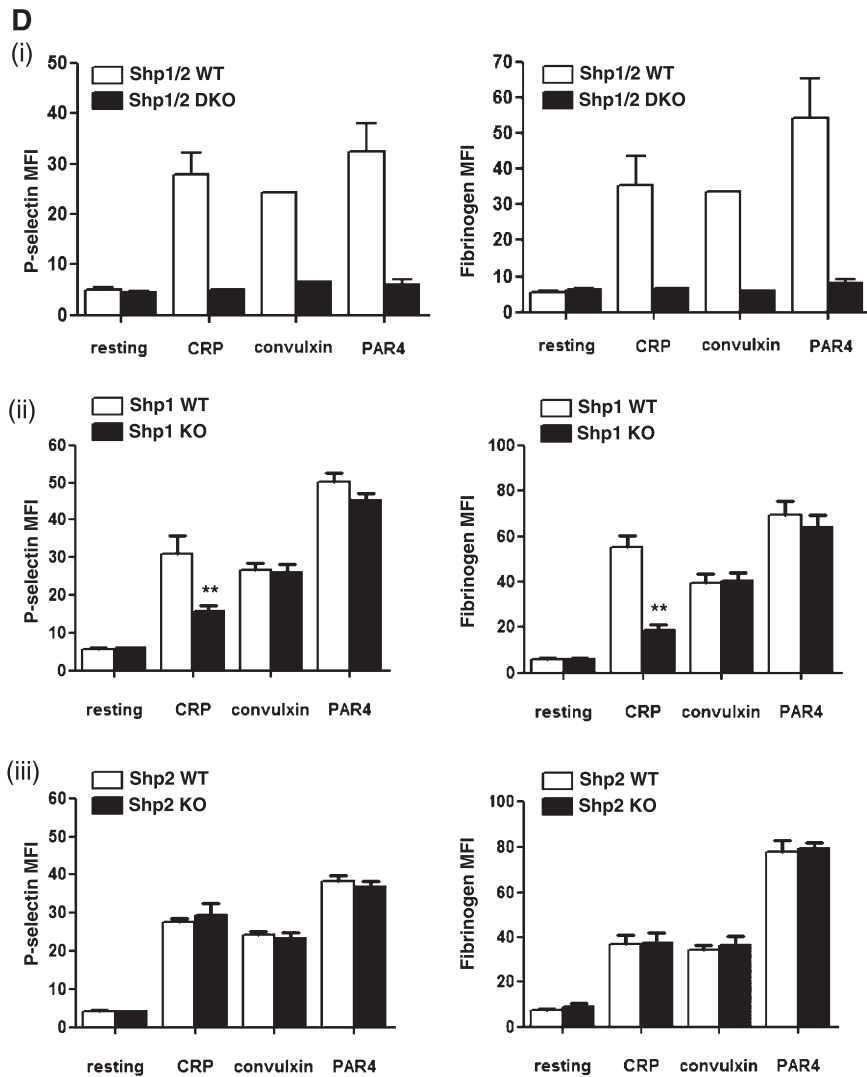 D
(i)
Shp1/2 WT
Shp1/2 DKO
P-selectin MFI
50
40
30
20
10
0
resting CRP convulxin PAR4
Shp1/2 WT
Shp1/2 DKO
Fibrinogen MFI
70
60
50
40
30
20
10
0
resting CRP convulxin PAR4
(ii)
Shp1 WT
Shp1 KO
P-selectin MFI
60
50
40
30
20
10
0
**
resting CRP convulxin PAR4
Shp1 WT
Shp1 KO
Fibrinogen MFI
100
80
60
40
20
0
**
resting CRP convulxin PAR4
(iii)
Shp2 WT
Shp2 KO
P-selectin MFI
60
50
40
30
20
10
0
resting CRP convulxin PAR4
Shp2 WT
Shp2 KO
Fibrinogen MFI
100
80
60
40
20
0
resting CRP convulxin PAR4